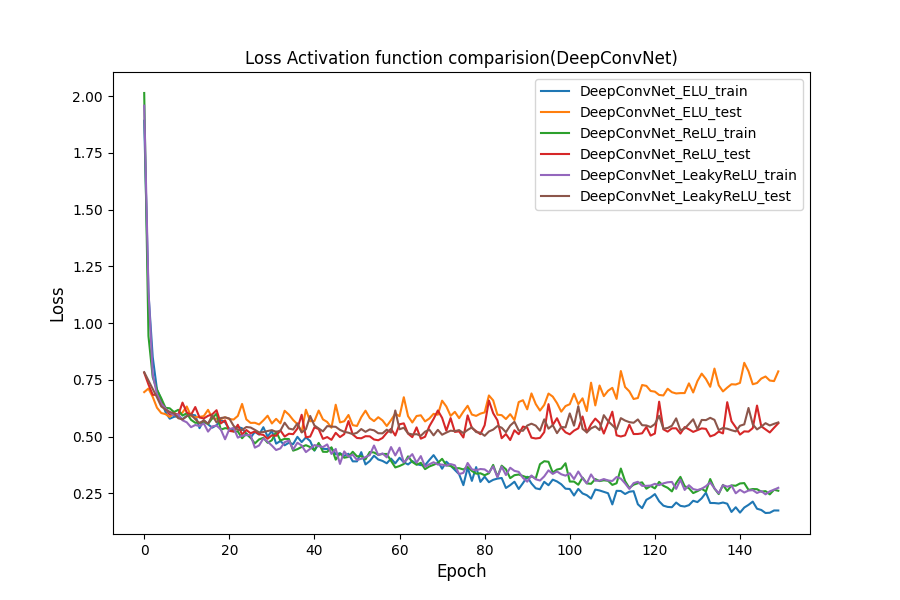 Loss Activation function comparision(DeepConvNet)
DeepConvNet_ELU_train
DeepConvNet_ELU_test
DeepConvNet_ReLU_train
DeepConvNet_ReLU_test
DeepConvNet_LeakyReLU_train
DeepConvNet_LeakyReLU_test
2.00
1.75
1.50
1.25
1.00
0.75
0.50
0.25
Loss
0 20 40 60 80 100 120 140
Epoch